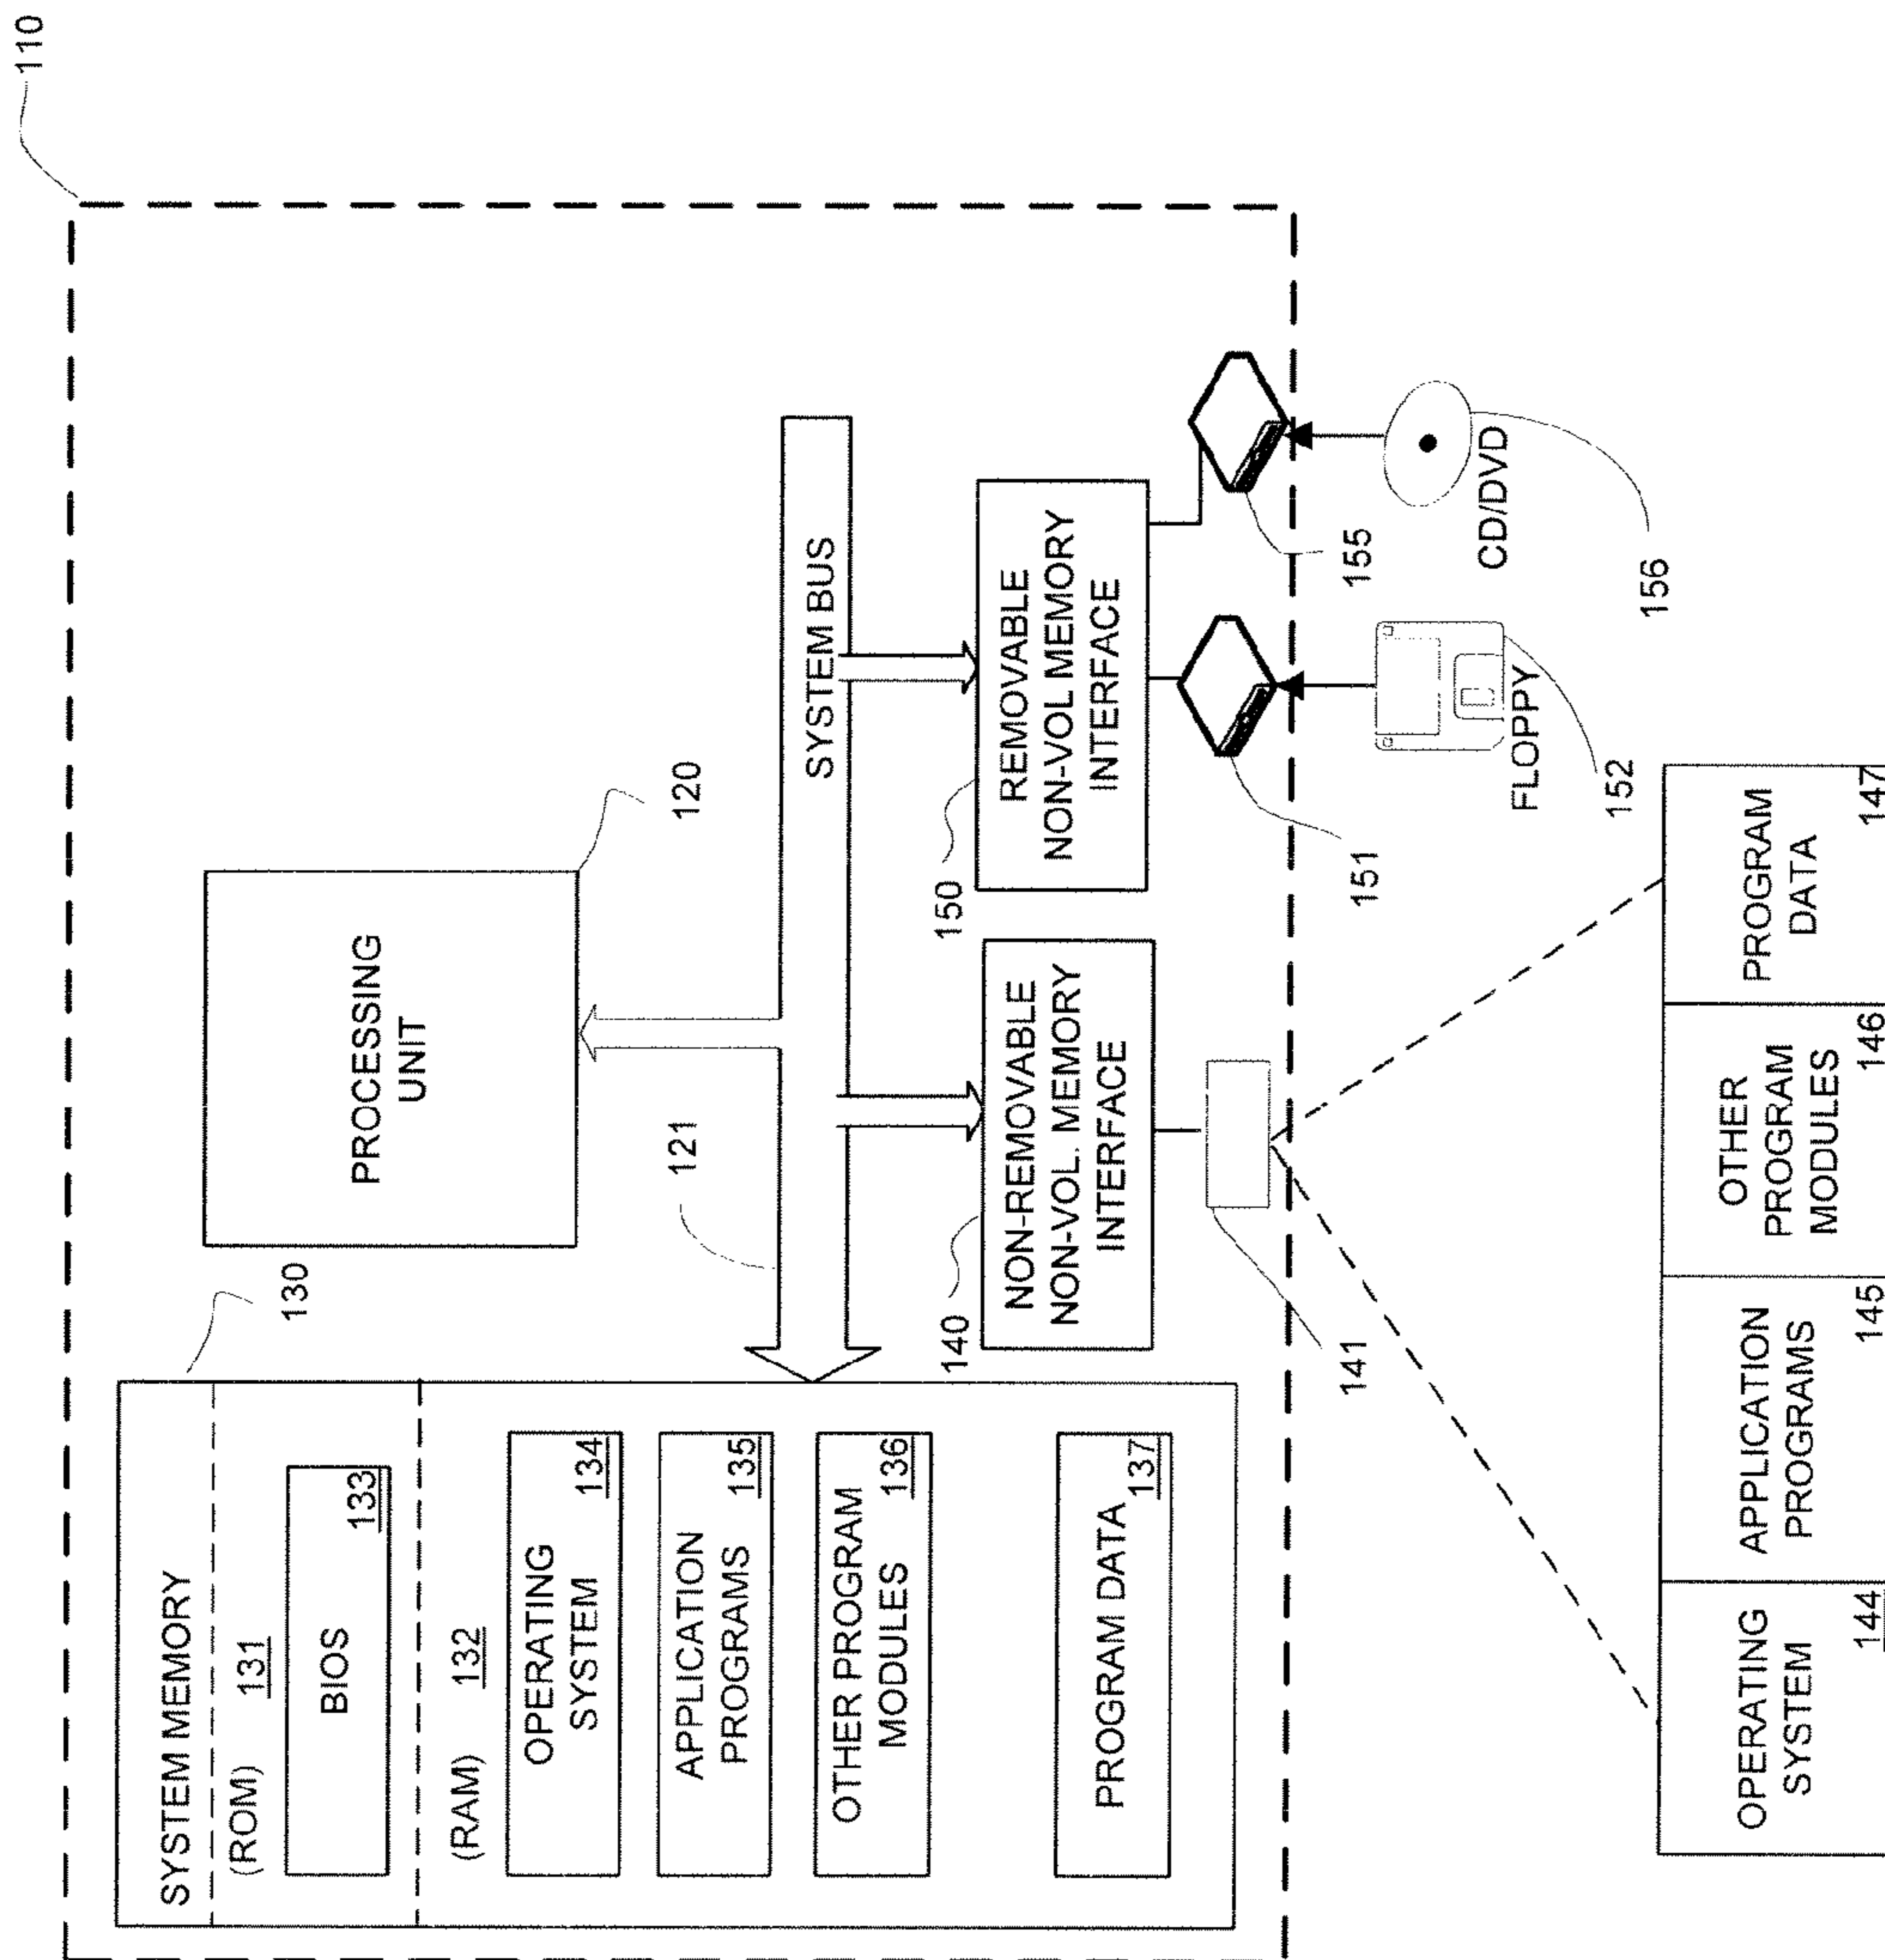 110
SYSTEM MEMORY
(ROM) 131
BIOS
133
(RAM) 132
OPERATING
SYSTEM 134
APPLICATION
PROGRAMS 135
OTHER PROGRAM
MODULES 136
PROGRAM DATA
137
130
PROCESSING
UNIT
120
121
SYSTEM BUS
140
NON-REMOVABLE
NON-VOL. MEMORY
INTERFACE
150
REMOVABLE
NON-VOL MEMORY
INTERFACE
141
151
155
FLOPPY
152
CD/DVD
156
OPERATING
SYSTEM
144
APPLICATION
PROGRAMS
145
OTHER
PROGRAM
MODULES
146
PROGRAM
DATA
147